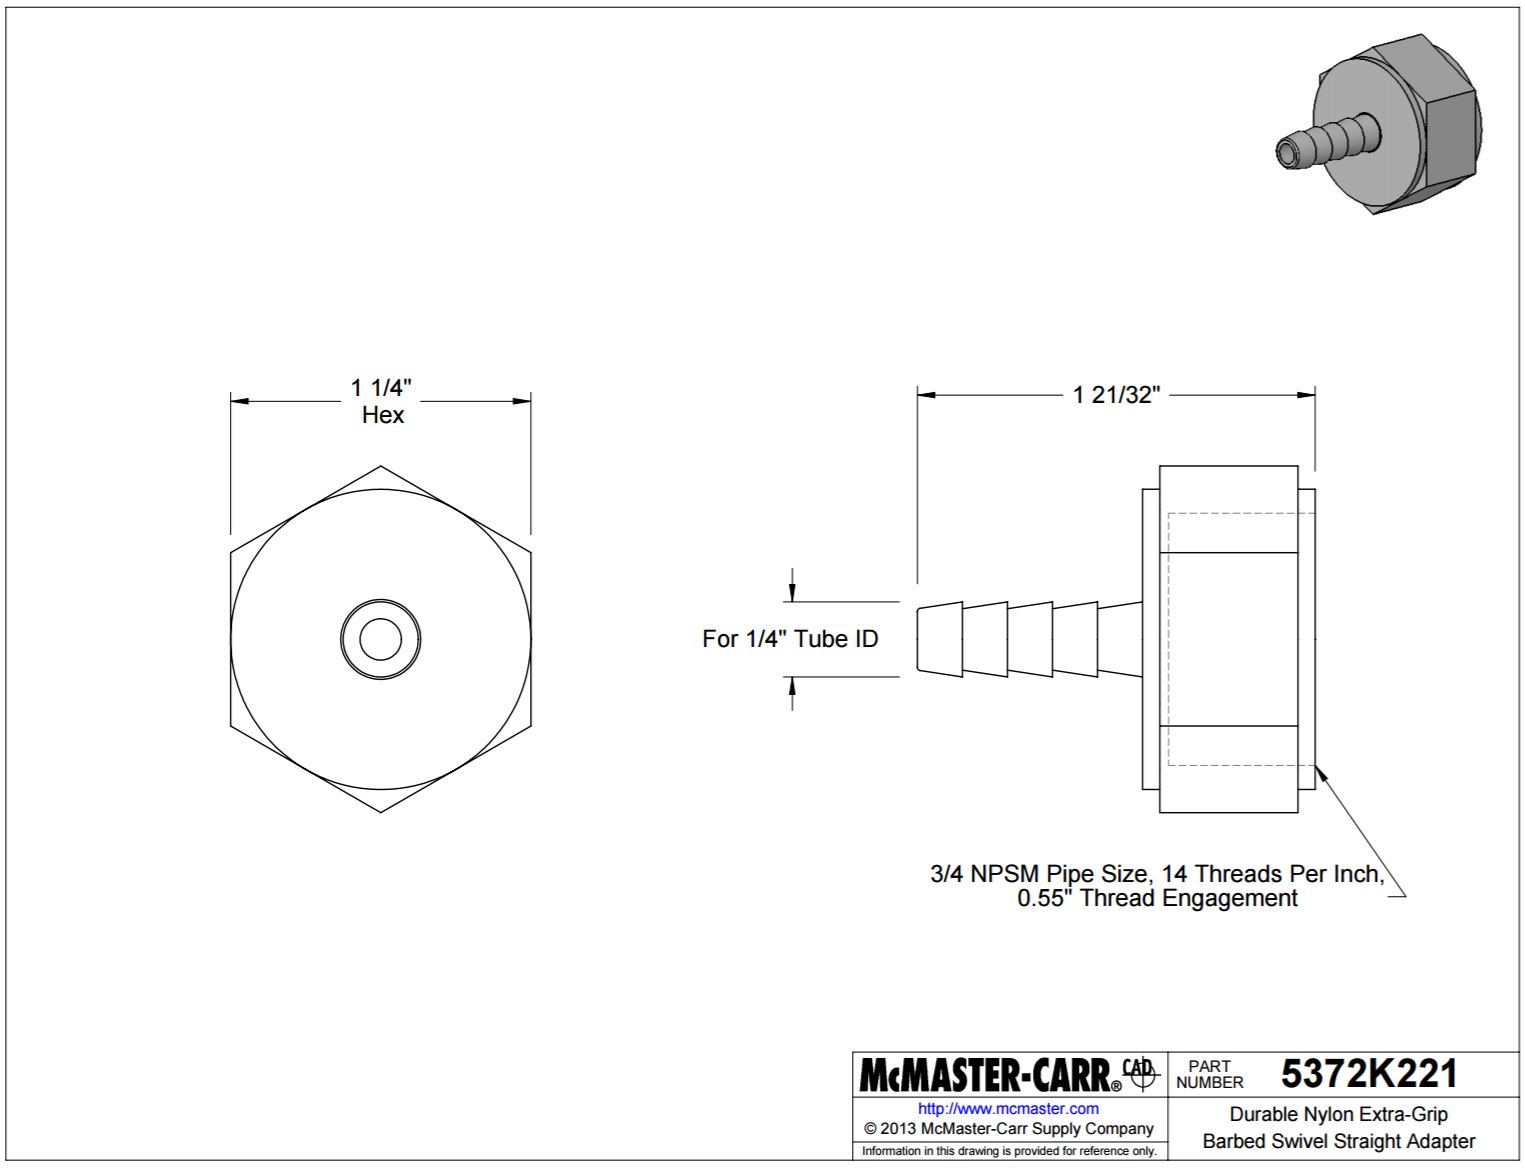 1 1/4"
Hex
1 21/32"
For 1/4" Tube ID
3/4 NPSM Pipe Size, 14 Threads Per Inch,
0.55" Thread Engagement
McMASTER-CARR® CAD
PART
NUMBER
5372K221
http://www.mcmaster.com
© 2013 McMaster-Carr Supply Company
Information in this drawing is provided for reference only.
Durable Nylon Extra-Grip
Barbed Swivel Straight Adapter